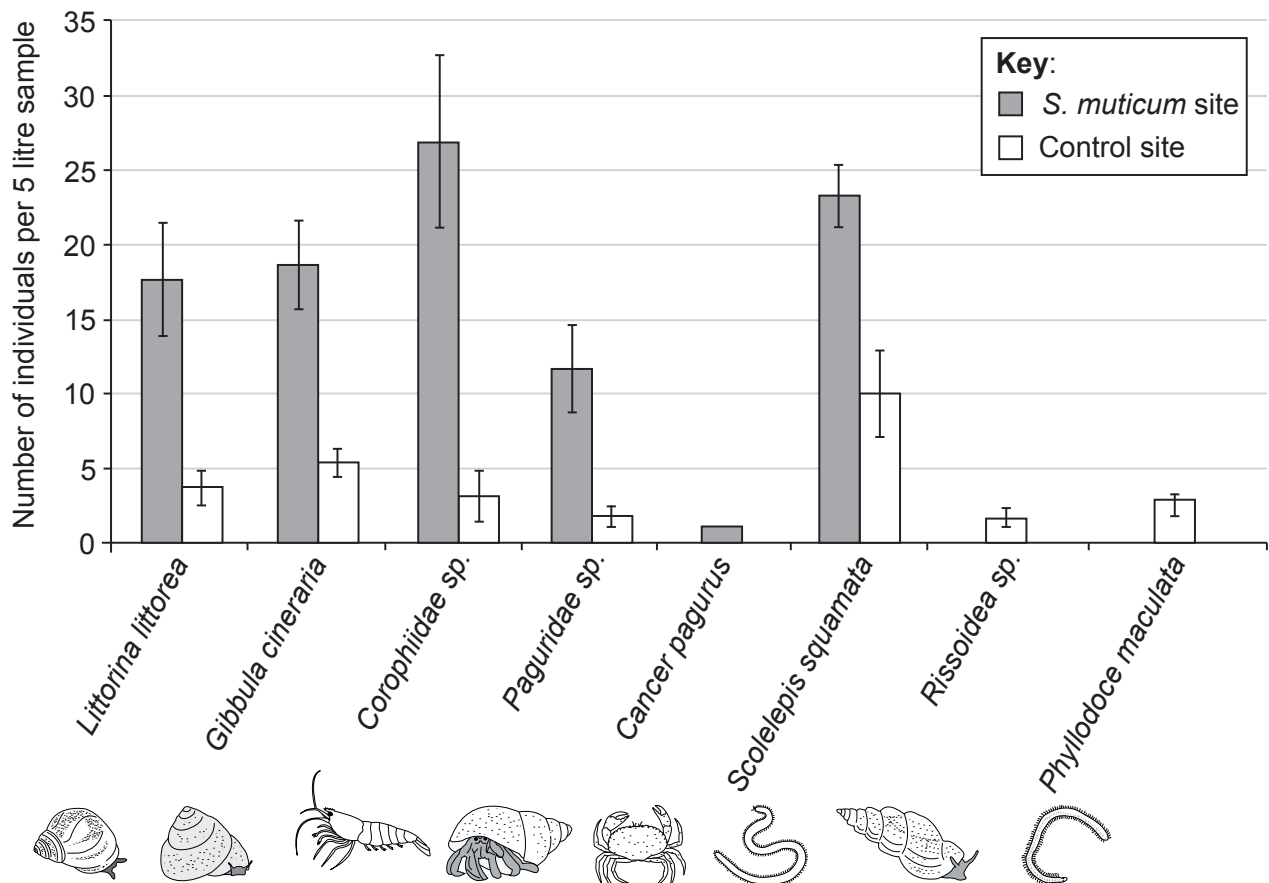 Number of individuals per 5 litre sample
35
30
25
20
15
10
5
0
Key:
S. muticum site
Control site
Littorina littorea
Gibbula cineraria
Corophiidae sp.
Paguridae sp.
Cancer pagurus
Scolelepis squamata
Rissoidea sp.
Phyllodoce maculata